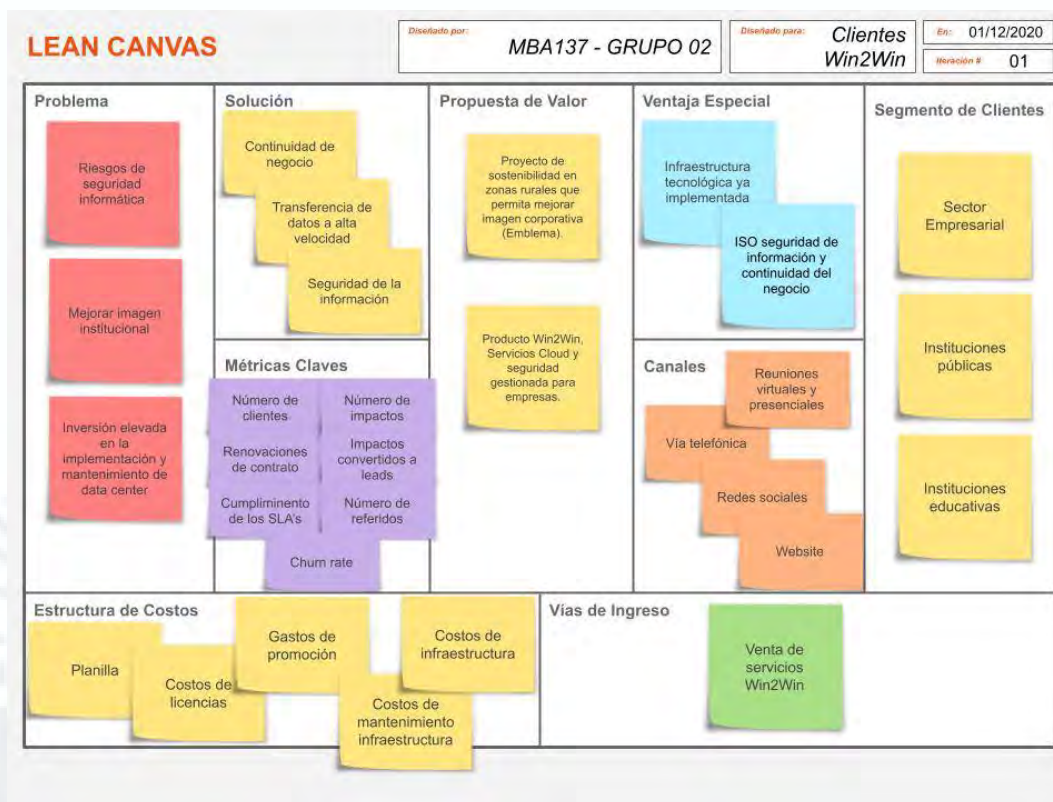 LEAN CANVAS
Diseñado por:
MBA137 - GRUPO 02
Diseñado para:
Clientes
Win2Win
En: 01/12/2020
Iteración # 01
Problema
Riesgos de
seguridad
informática
Mejorar imagen
institucional
Inversión elevada
en la
implementación y
mantenimiento de
data center
Solución
Continuidad de
negocio
Transferencia de
datos a alta
velocidad
Seguridad de la
información
Métricas Claves
Número de
clientes
Número de
impactos
Renovaciones
de contrato
Impactos
convertidos a
leads
Cumplimineto
de los SLA's
Número de
referidos
Churn rate
Propuesta de Valor
Proyecto de
sostenibilidad en
zonas rurales que
permita mejorar
imagen corporativa
(Emblema).
Producto Win2Win,
Servicios Cloud y
seguridad
gestionada para
empresas.
Ventaja Especial
Infraestructura
tecnológica ya
implementada
ISO seguridad de
información y
continuidad del
negocio
Canales
Reuniones
virtuales y
presenciales
Vía telefónica
Redes sociales
Website
Segmento de Clientes
Sector
Empresarial
Instituciones
públicas
Instituciones
educativas
Estructura de Costos
Planilla
Costos de
licencias
Gastos de
promoción
Costos de
mantenimiento
infraestructura
Costos de
infraestructura
Vías de Ingreso
Venta de
servicios
Win2Win